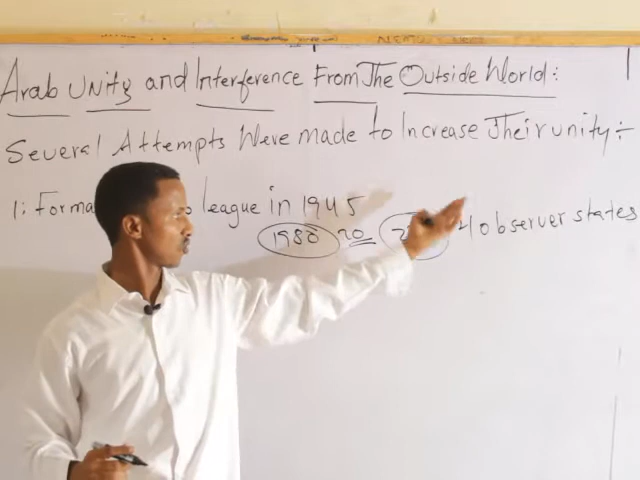 Arab Unity and Interference From The Outside World:
Several Attempts Were made to Increase Their unity:
1: Forma league in 1945
1980 20 4 observer states